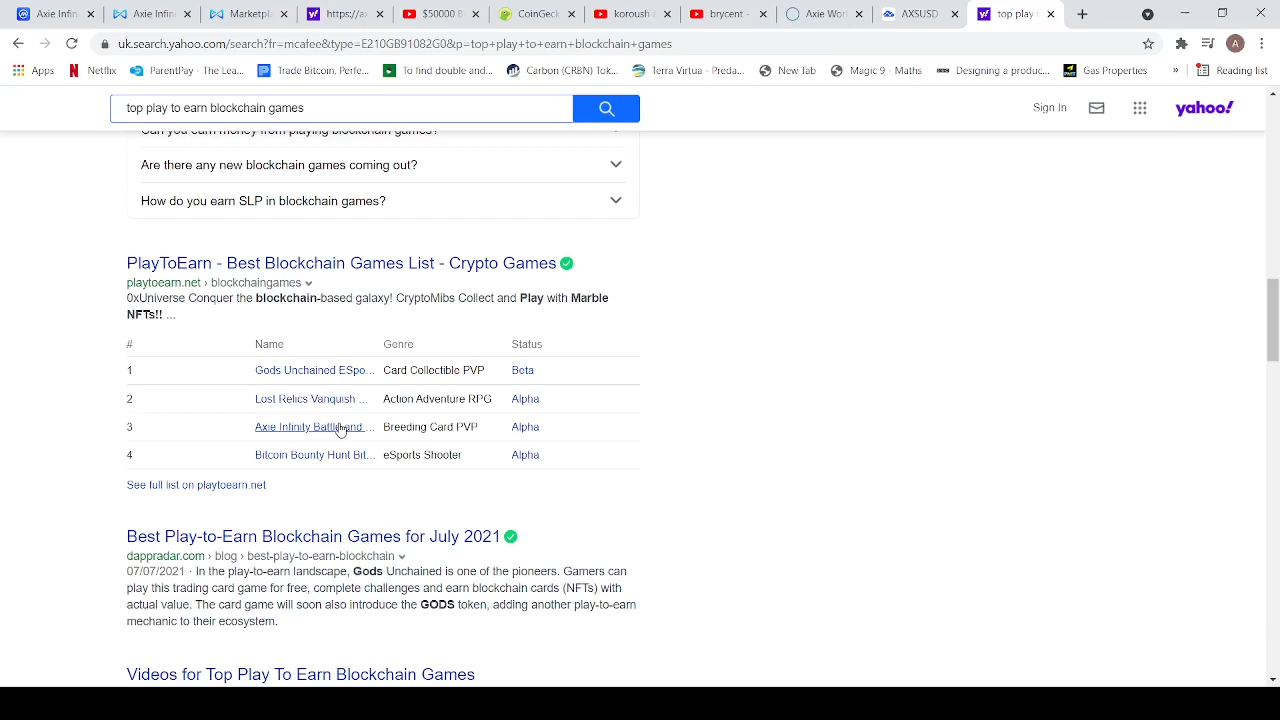 Axie Infini
Axie Infini
Marketpl
https://ax
$50000 B
CoinGeck
koroush a
brycent -
Axie Wor
AXSUSD
top play t
uk.search.yahoo.com/search?fr=mcafee&type=E210GB91082G0&p=top+play+to+earn+blockchain+games
A
Apps
Netflix
ParentPay - The Lea...
Trade Bitcoin, Perfe...
To find double and...
Carbon (CRBN) Tok...
Terra Virtua - Preda...
New Tab
Magic 9 - Maths
Designing a produc...
Gas Properties
»
Reading list
top play to earn blockchain games
Sign In
yahoo!
Can you earn money from playing blockchain games?
Are there any new blockchain games coming out?
How do you earn SLP in blockchain games?
PlayToEarn - Best Blockchain Games List - Crypto Games
playtoearn.net › blockchaingames
0xUniverse Conquer the blockchain-based galaxy! CryptoMibs Collect and Play with Marble
NFTs!! ...
# Name Genre Status
1 Gods Unchained ESpo... Card Collectible PVP Beta
2 Lost Relics Vanquish ... Action Adventure RPG Alpha
3 Axie Infinity Battle and ... Breeding Card PVP Alpha
4 Bitcoin Bounty Hunt Bit... eSports Shooter Alpha
See full list on playtoearn.net
Best Play-to-Earn Blockchain Games for July 2021
dappradar.com › blog › best-play-to-earn-blockchain
07/07/2021 · In the play-to-earn landscape, Gods Unchained is one of the pioneers. Gamers can
play this trading card game for free, complete challenges and earn blockchain cards (NFTs) with
actual value. The card game will soon also introduce the GODS token, adding another play-to-earn
mechanic to their ecosystem.
Videos for Top Play To Earn Blockchain Games